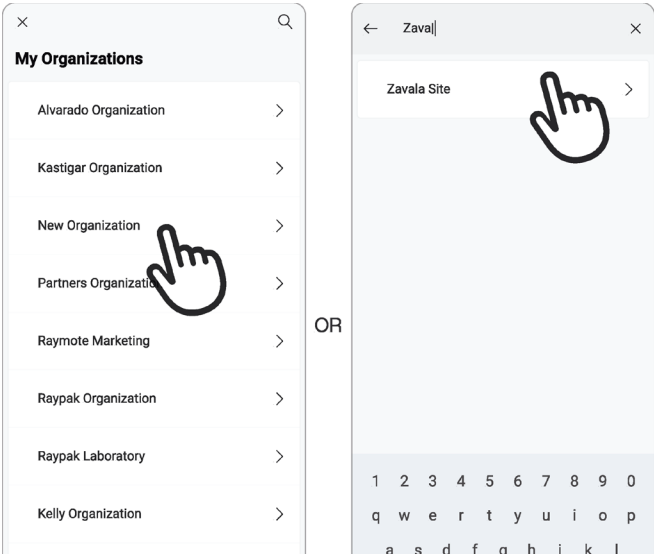 My Organizations
Alvarado Organization
Kastigar Organization
New Organization
Partners Organization
Raymote Marketing
Raypak Organization
Raypak Laboratory
Kelly Organization
OR
Zava
Zavala Site
1 2 3 4 5 6 7 8 9 0
q w e r t y u i o p
a s d f g h j k l